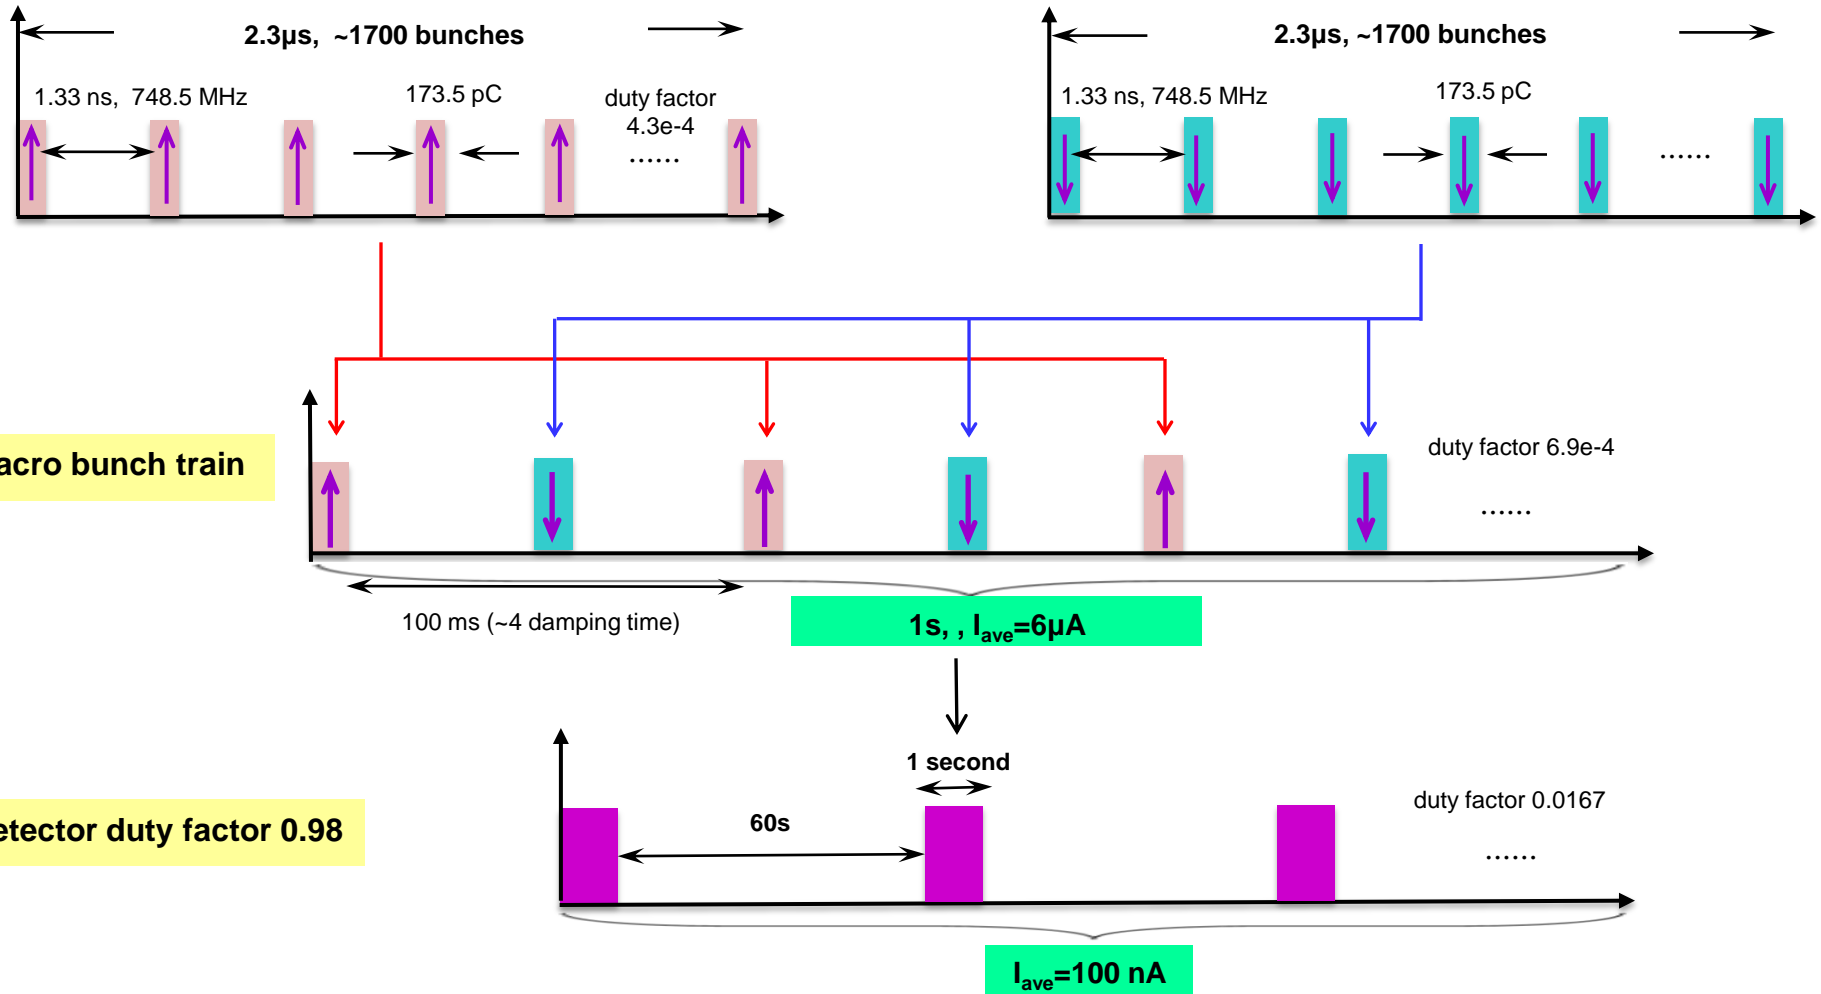 2.3µs, ~1700 bunches
1.33 ns, 748.5 MHz
173.5 pC
duty factor
4.3e-4
......
2.3µs, ~1700 bunches
1.33 ns, 748.5 MHz
173.5 pC
......
acro bunch train
duty factor 6.9e-4
......
100 ms (~4 damping time)
1s, , Iave=6µA
1 second
60s
duty factor 0.0167
......
etector duty factor 0.98
Iave=100 nA